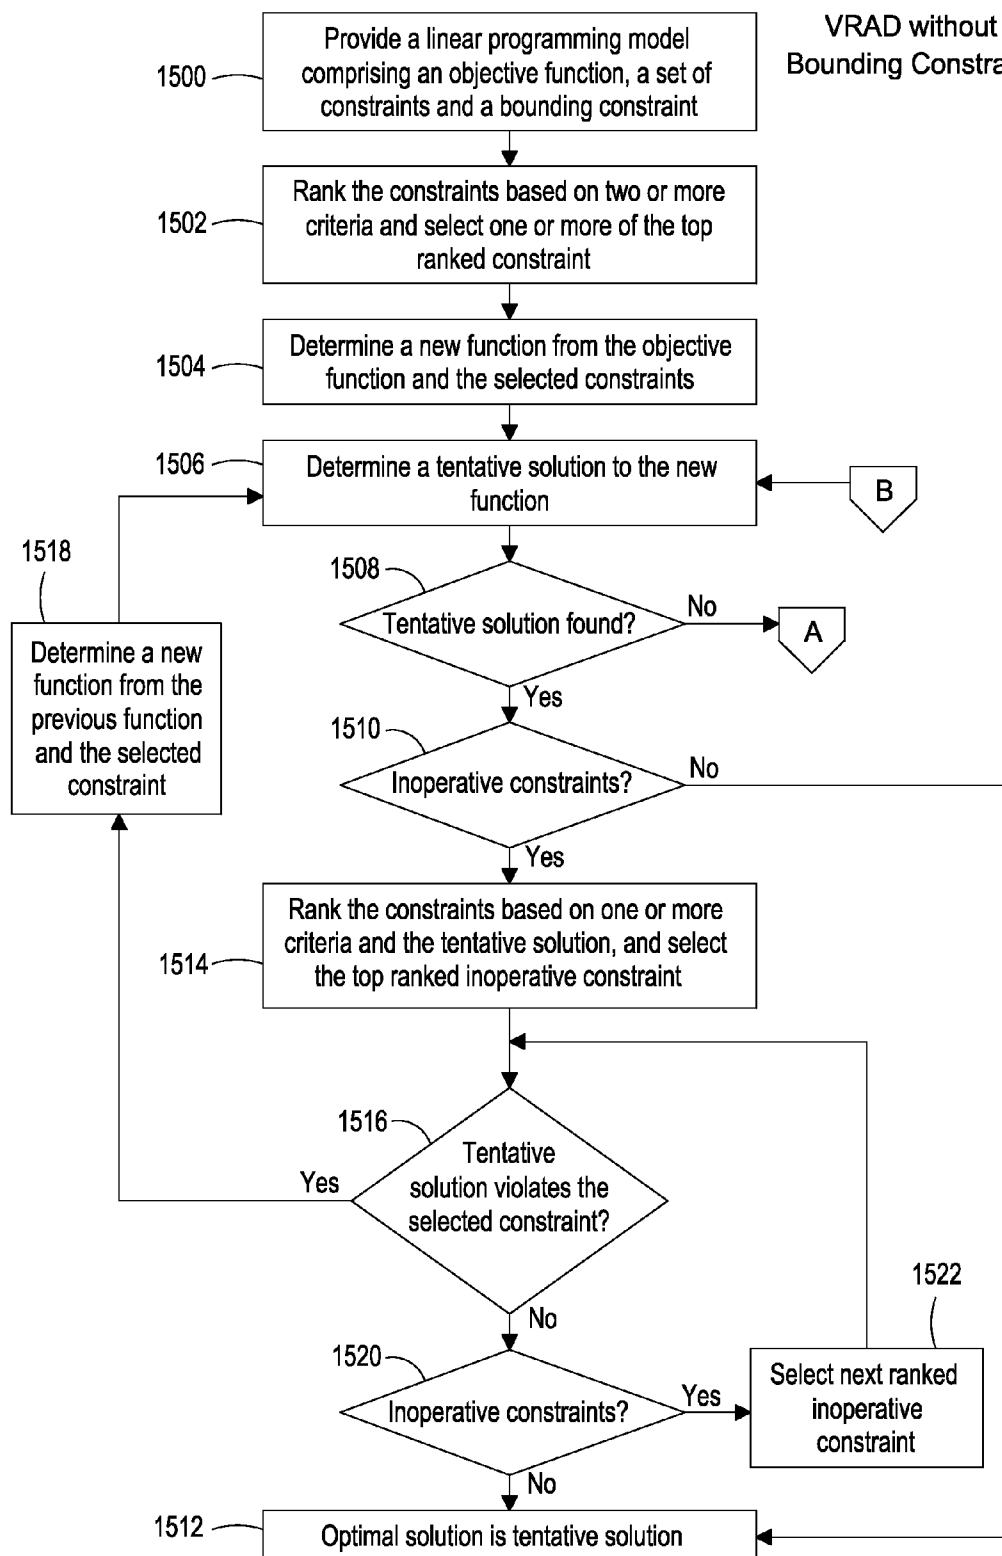 VRAD without
Bounding Constra
1500
Provide a linear programming model
comprising an objective function, a set of
constraints and a bounding constraint
1502
Rank the constraints based on two or more
criteria and select one or more of the top
ranked constraint
1504
Determine a new function from the objective
function and the selected constraints
1506
Determine a tentative solution to the new
function
B
1518
Determine a new
function from the
previous function
and the selected
constraint
1508
Tentative solution found?
No
A
Yes
1510
Inoperative constraints?
No
Yes
1514
Rank the constraints based on one or more
criteria and the tentative solution, and select
the top ranked inoperative constraint
1516
Tentative
solution violates the
selected constraint?
Yes
No
1520
Inoperative constraints?
Yes
1522
Select next ranked
inoperative
constraint
No
1512
Optimal solution is tentative solution